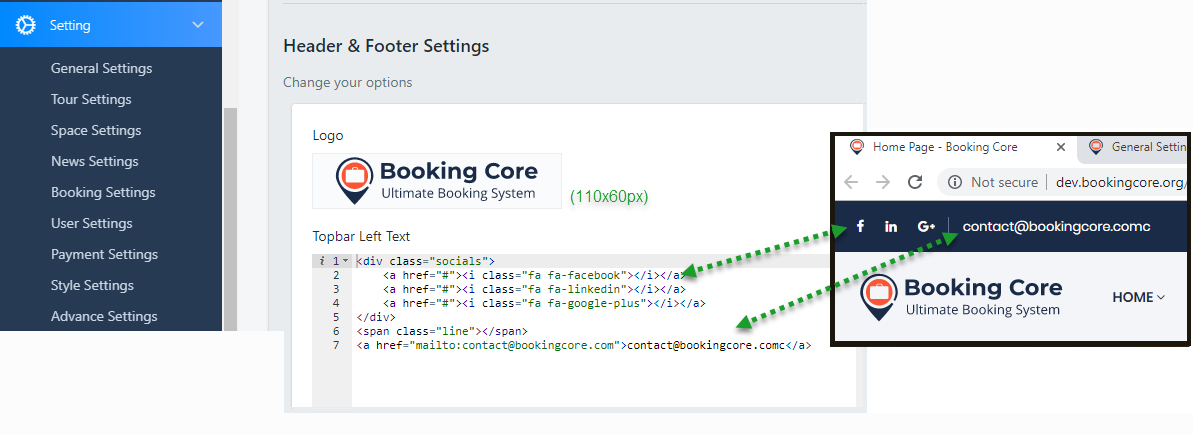 Setting
General Settings
Tour Settings
Space Settings
News Settings
Booking Settings
User Settings
Payment Settings
Style Settings
Advance Settings
Header & Footer Settings
Change your options
Logo
Booking Core
Ultimate Booking System
(110x60px)
Topbar Left Text
i 1 <div class="socials">
2 <a href="#"><i class="fa fa-facebook"></i></a>
3 <a href="#"><i class="fa fa-linkedin"></i></a>
4 <a href="#"><i class="fa fa-google-plus"></i></a>
5 </div>
6 <span class="line"></span>
7 <a href="mailto:contact@bookingcore.com">contact@bookingcore.comc</a>
Home Page - Booking Core
General Settin
Not secure | dev.bookingcore.org/
f in G+ contact@bookingcore.comc
Booking Core
Ultimate Booking System
HOME